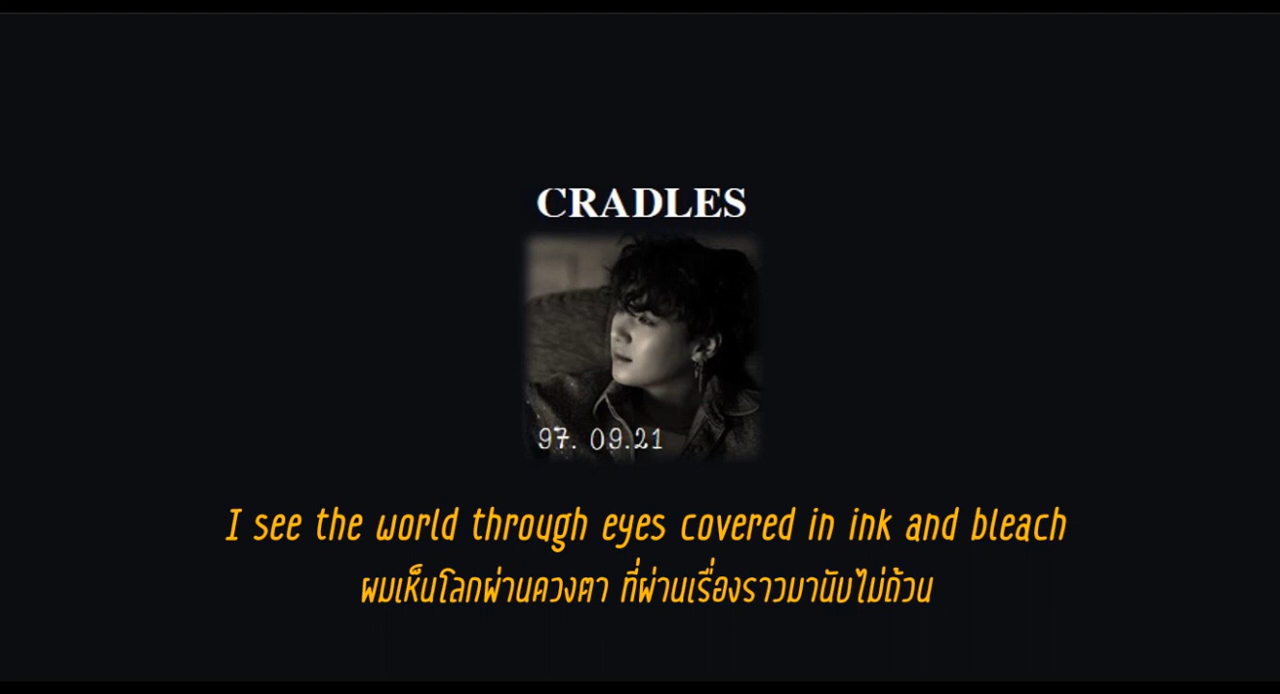 CRADLES
97. 09.21
I see the world through eyes covered in ink and bleach
ผมเห็นโลกผ่านควงตา ที่ผ่านเรื่องราวมานับไม่ถ้วน